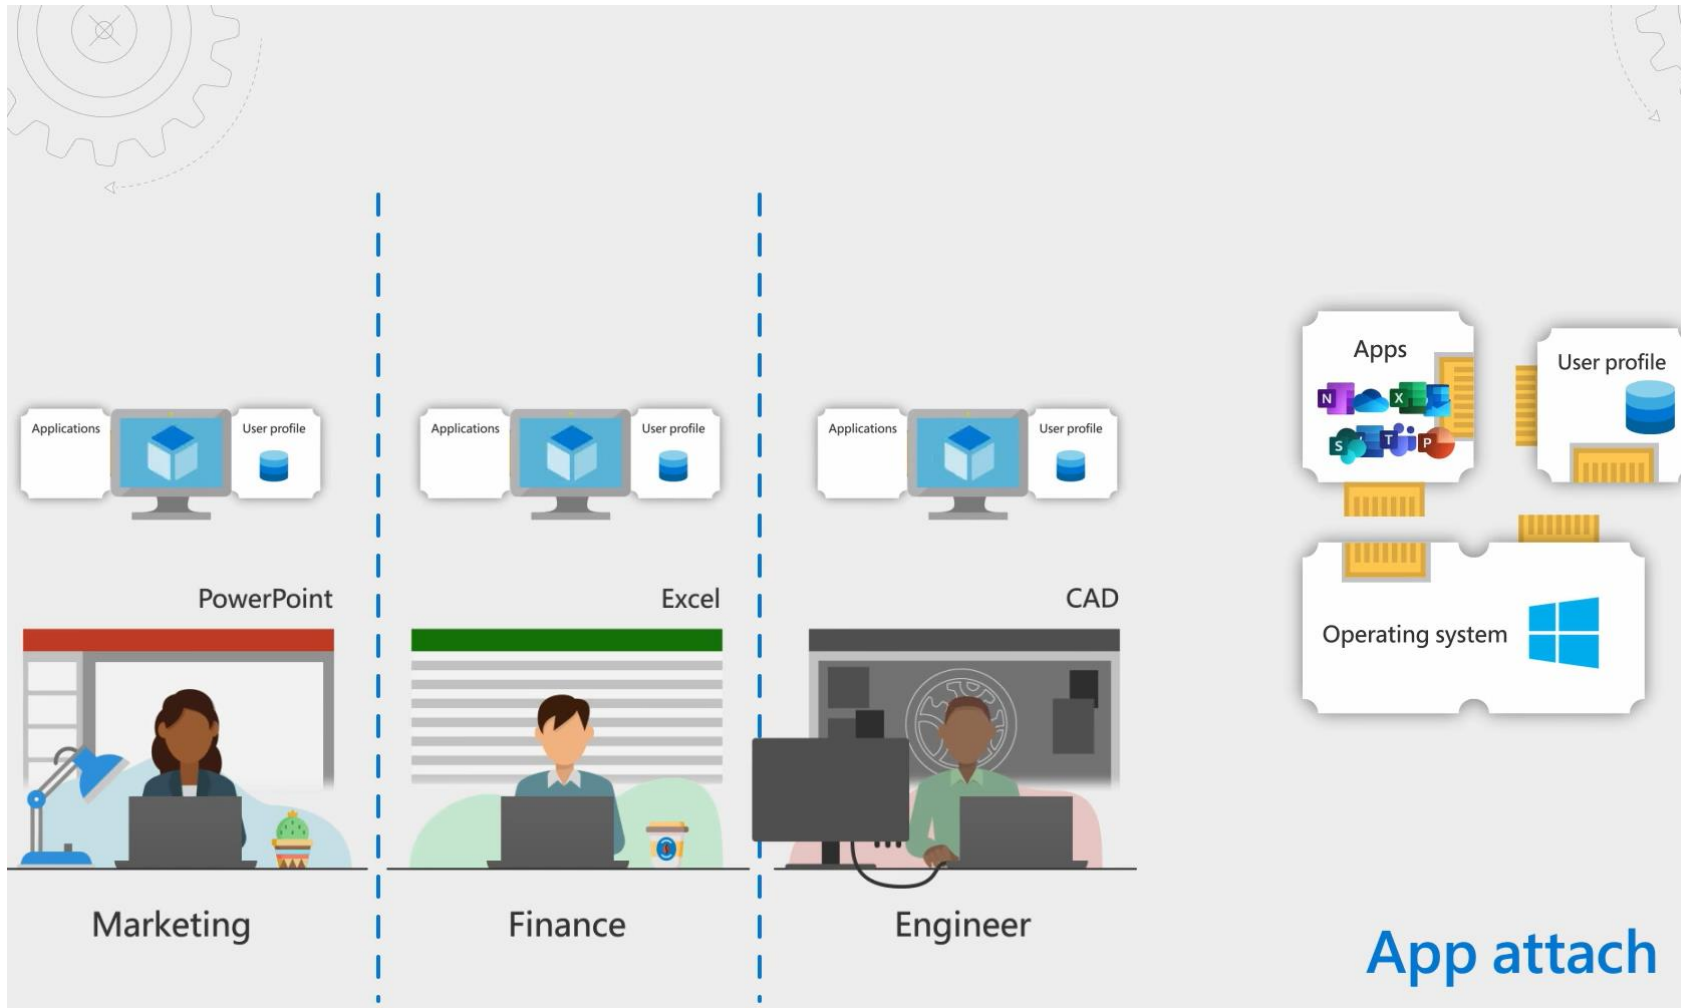 Applications
User profile
Applications
User profile
Applications
User profile
PowerPoint
Excel
CAD
Marketing
Finance
Engineer
Apps
N
X
S
T
P
User profile
Operating system
App attach